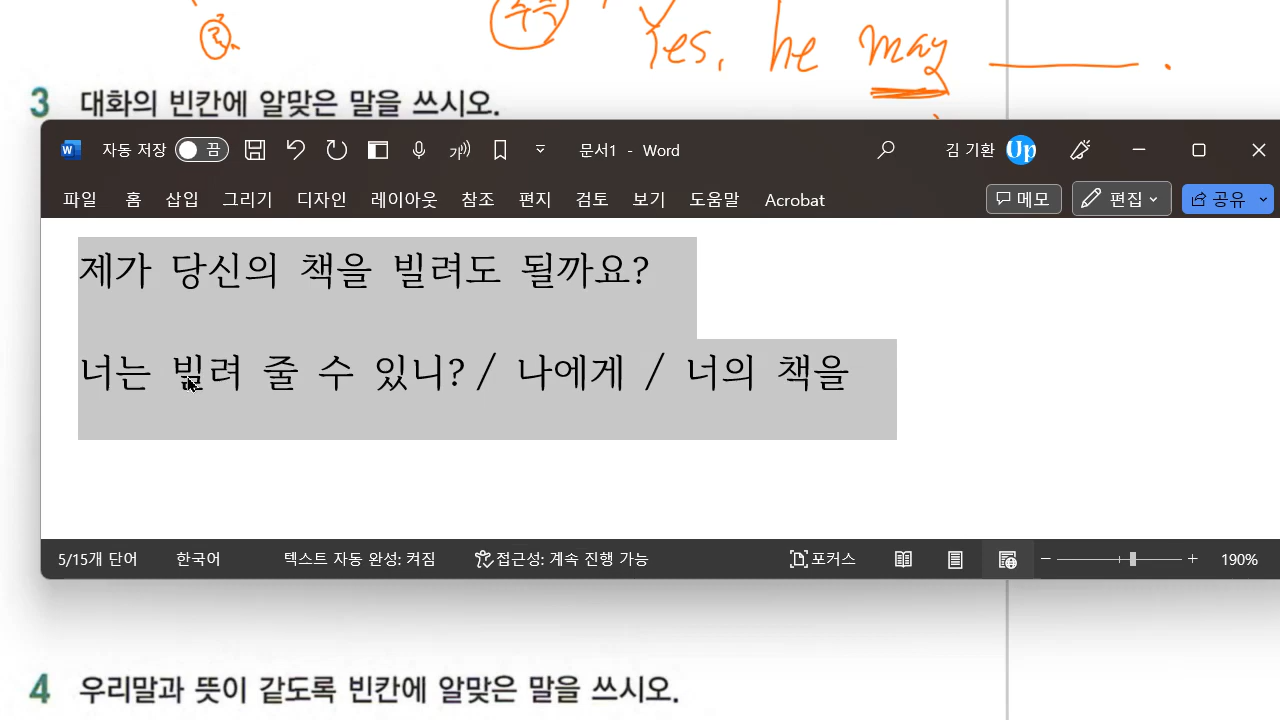 추측
Yes, he may ______.
3 대화의 빈칸에 알맞은 말을 쓰시오.
자동 저장 끔 가)) 문서1 - Word 김 기환 Up
파일 홈 삽입 그리기 디자인 레이아웃 참조 편지 검토 보기 도움말 Acrobat 메모 편집 공유
제가 당신의 책을 빌려도 될까요?
너는 빌려 줄 수 있니? / 나에게 / 너의 책을
5/15개 단어 한국어 텍스트 자동 완성: 켜짐 접근성: 계속 진행 가능 포커스 190%
4 우리말과 뜻이 같도록 빈칸에 알맞은 말을 쓰시오.